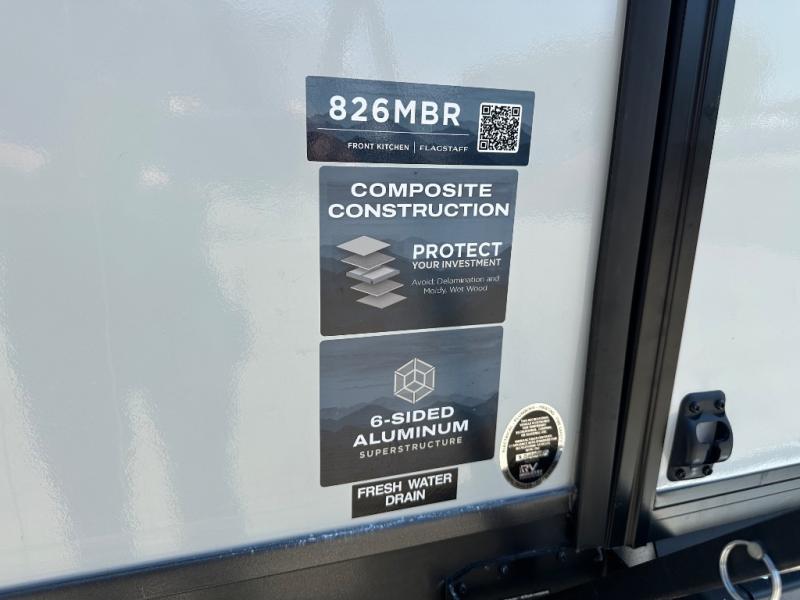 826MBR
FRONT KITCHEN | FLAGSTAFF
COMPOSITE
CONSTRUCTION
PROTECT
YOUR INVESTMENT
Avoid: Delamination and
Moldy, Wet Wood
6-SIDED
ALUMINUM
SUPERSTRUCTURE
FRESH WATER
DRAIN
RV